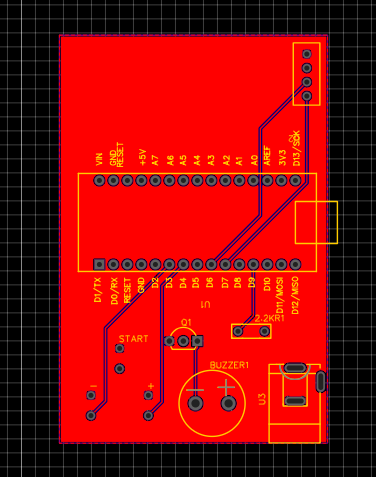 VIN
GND
RESET
+5V
A7
A6
A5
A4
A3
A2
A1
A0
AREF
3V3
D13/SCK
D1/TX
D0/RX
RESET
GND
D2
D3
D4
D5
D6
D7
D8
D9
D10
D11/MOSI
D12/MISO
U1
2.2KR1
Q1
START
BUZZER1
- +
- +
U3